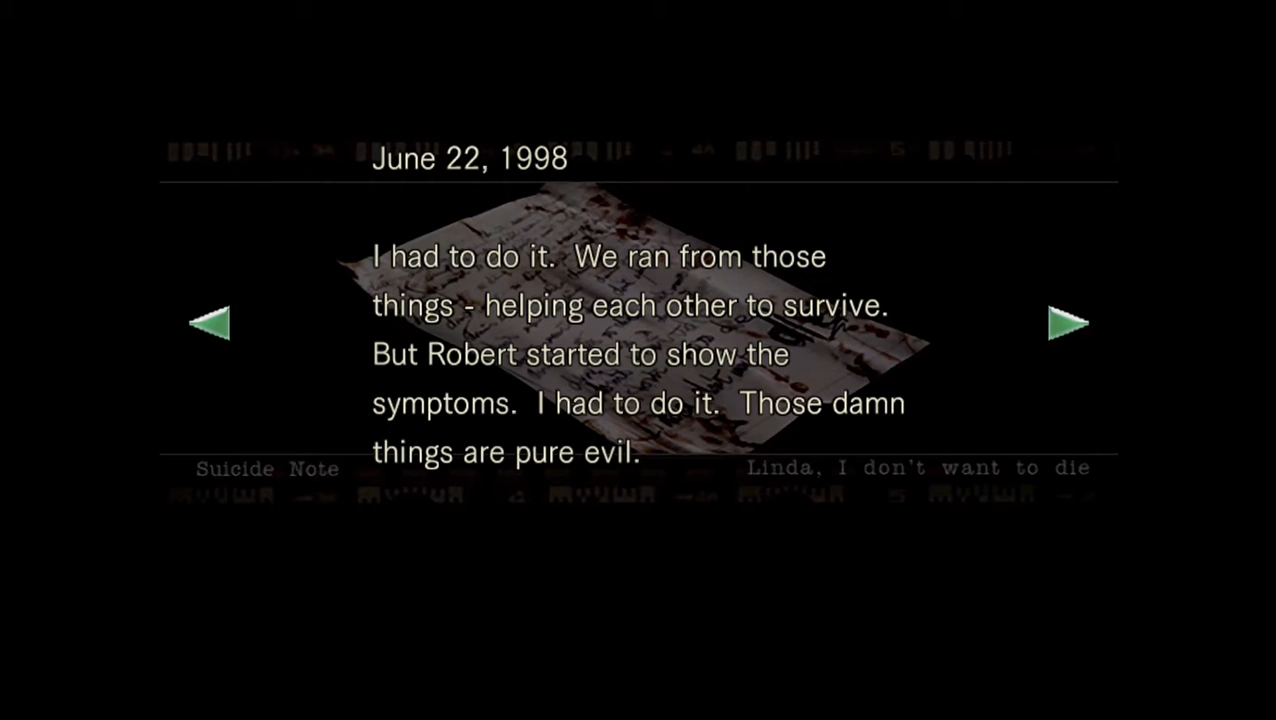 June 22, 1998
I had to do it.  We ran from those
things - helping each other to survive.
But Robert started to show the
symptoms.  I had to do it.  Those damn
things are pure evil.
Suicide Note
Linda, I don't want to die